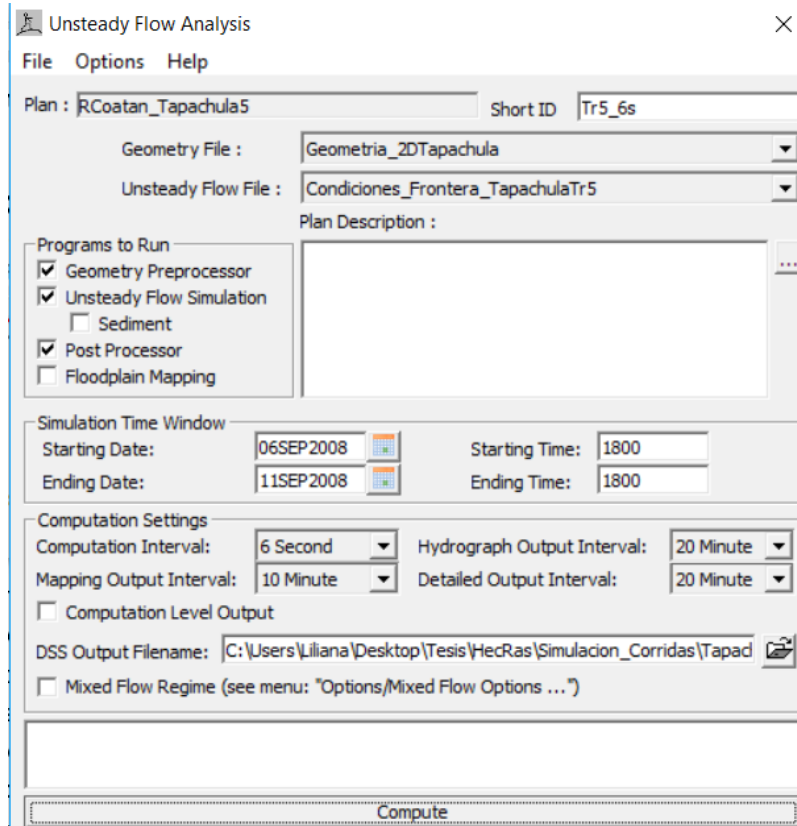 Unsteady Flow Analysis
File Options Help
Plan : RCoatan_Tapachula5 Short ID Tr5_6s
Geometry File : Geometria_2DTapachula
Unsteady Flow File : Condiciones_Frontera_TapachulaTr5
Plan Description :
Programs to Run
Geometry Preprocessor
Unsteady Flow Simulation
Sediment
Post Processor
Floodplain Mapping
...
Simulation Time Window
Starting Date: 06SEP2008 Starting Time: 1800
Ending Date: 11SEP2008 Ending Time: 1800
Computation Settings
Computation Interval: 6 Second Hydrograph Output Interval: 20 Minute
Mapping Output Interval: 10 Minute Detailed Output Interval: 20 Minute
Computation Level Output
DSS Output Filename: C:\Users\Liliana\Desktop\Tesis\HecRas\Simulacion_Corridas\Tapacl
Mixed Flow Regime (see menu: "Options/Mixed Flow Options ...")
Compute